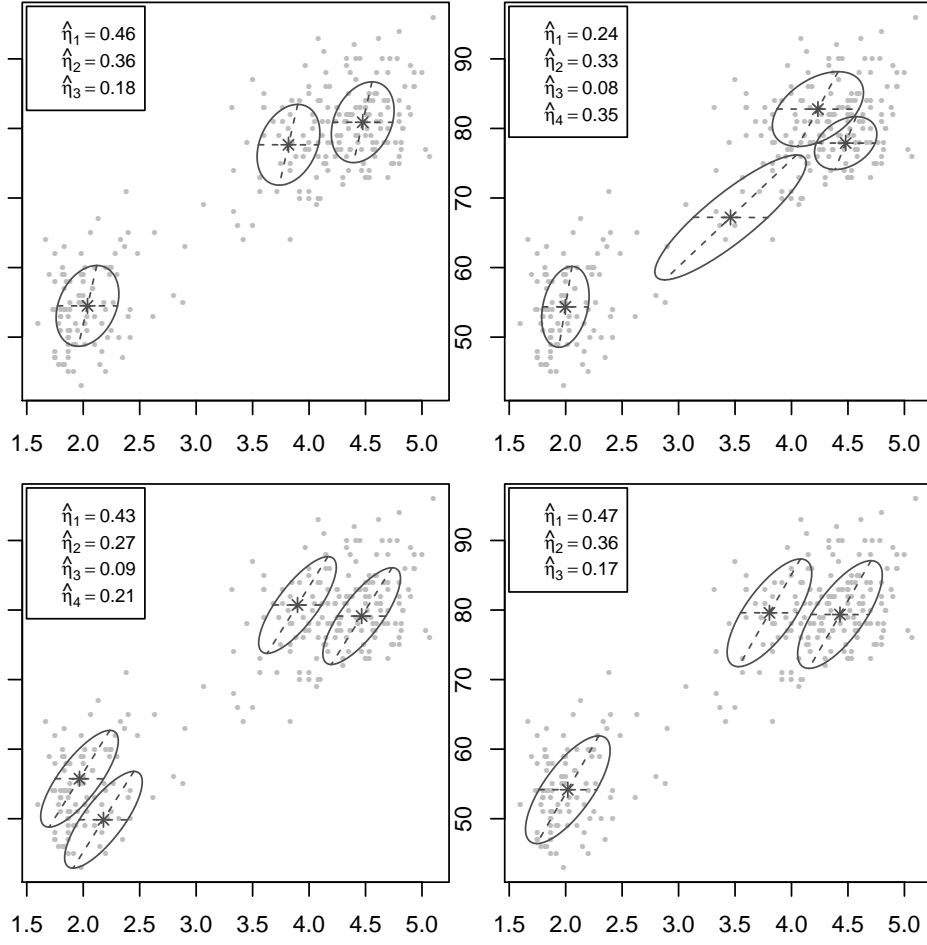 η̂₁ = 0.46
η̂₂ = 0.36
η̂₃ = 0.18
1.5 2.0 2.5 3.0 3.5 4.0 4.5 5.0
η̂₁ = 0.24
η̂₂ = 0.33
η̂₃ = 0.08
η̂₄ = 0.35
90
80
70
60
50
1.5 2.0 2.5 3.0 3.5 4.0 4.5 5.0
η̂₁ = 0.43
η̂₂ = 0.27
η̂₃ = 0.09
η̂₄ = 0.21
1.5 2.0 2.5 3.0 3.5 4.0 4.5 5.0
η̂₁ = 0.47
η̂₂ = 0.36
η̂₃ = 0.17
90
80
70
60
50
1.5 2.0 2.5 3.0 3.5 4.0 4.5 5.0